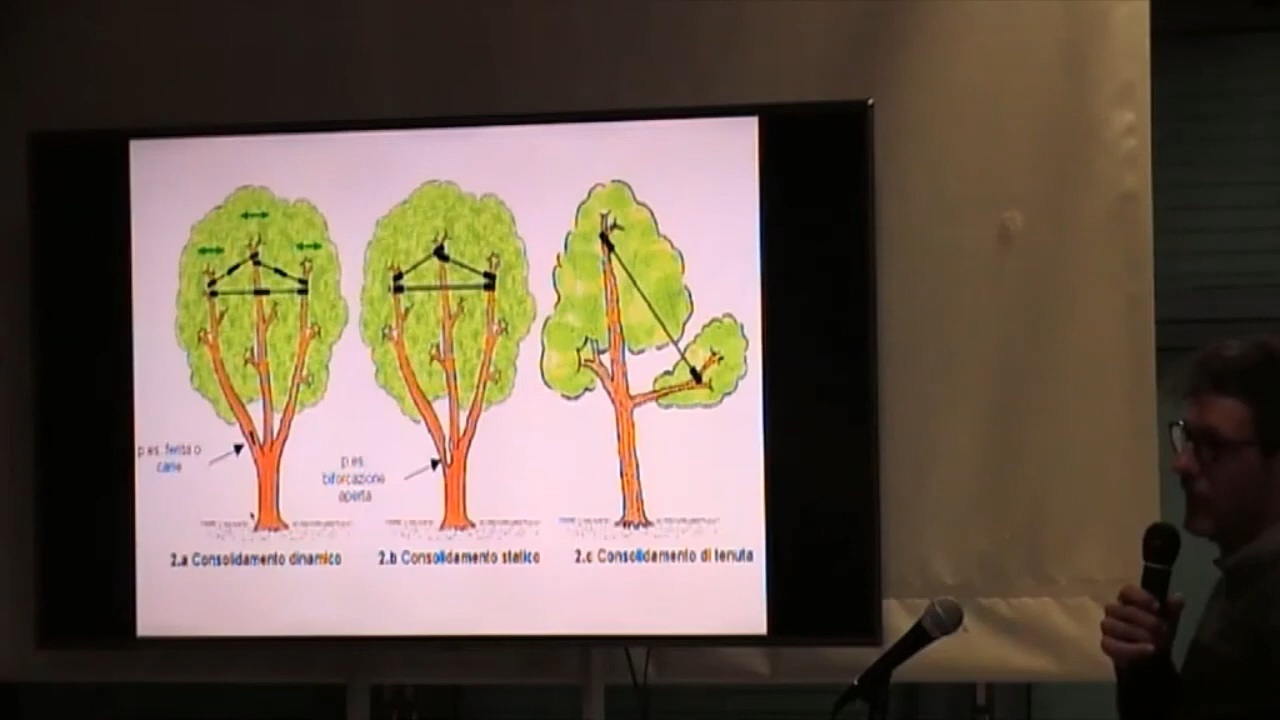 p.es. ferita o
carie
p.es.
biforcazione
aperta
2.a Consolidamento dinamico
2.b Consolidamento statico
2.c Consolidamento di tenuta